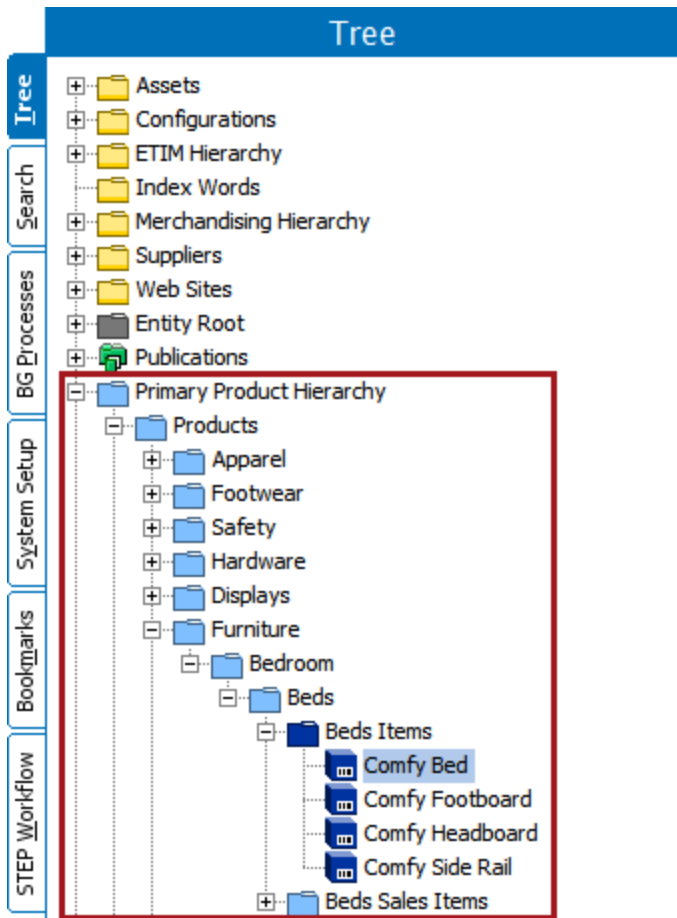 Tree
Tree
Search
BG Processes
System Setup
Bookmarks
STEP Workflow
Assets
Configurations
ETIM Hierarchy
Index Words
Merchandising Hierarchy
Suppliers
Web Sites
Entity Root
Publications
Primary Product Hierarchy
Products
Apparel
Footwear
Safety
Hardware
Displays
Furniture
Bedroom
Beds
Beds Items
Comfy Bed
Comfy Footboard
Comfy Headboard
Comfy Side Rail
Beds Sales Items